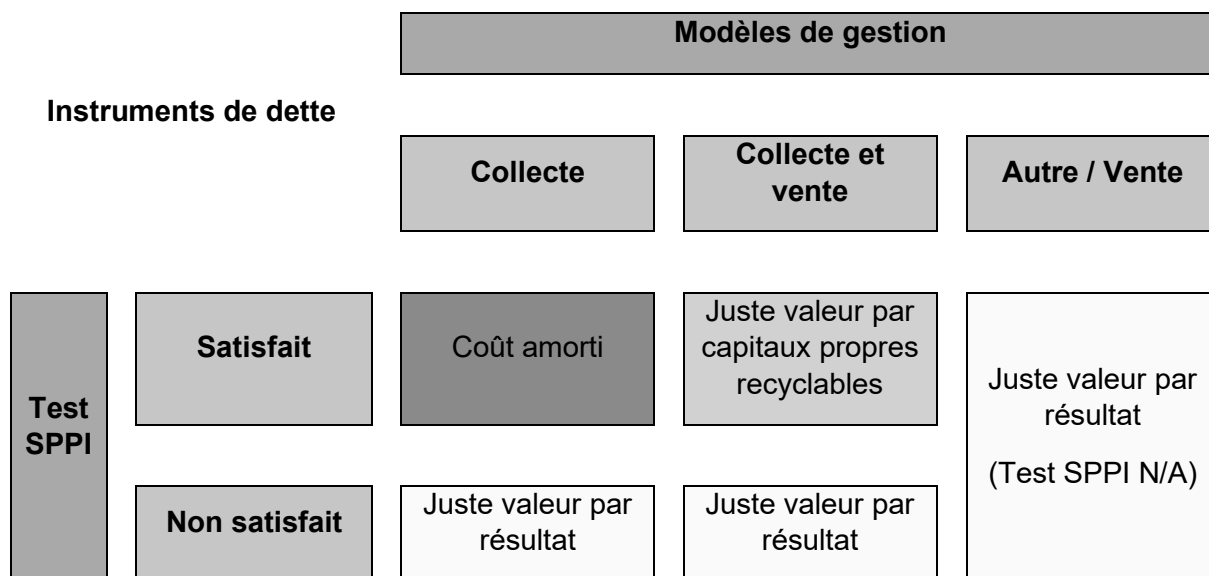 Modèles de gestion
Instruments de dette
Collecte
Collecte et
vente
Autre / Vente
Test
SPPI
Satisfait
Coût amorti
Juste valeur par
capitaux propres
recyclables
Juste valeur par
résultat
(Test SPPI N/A)
Non satisfait
Juste valeur par
résultat
Juste valeur par
résultat